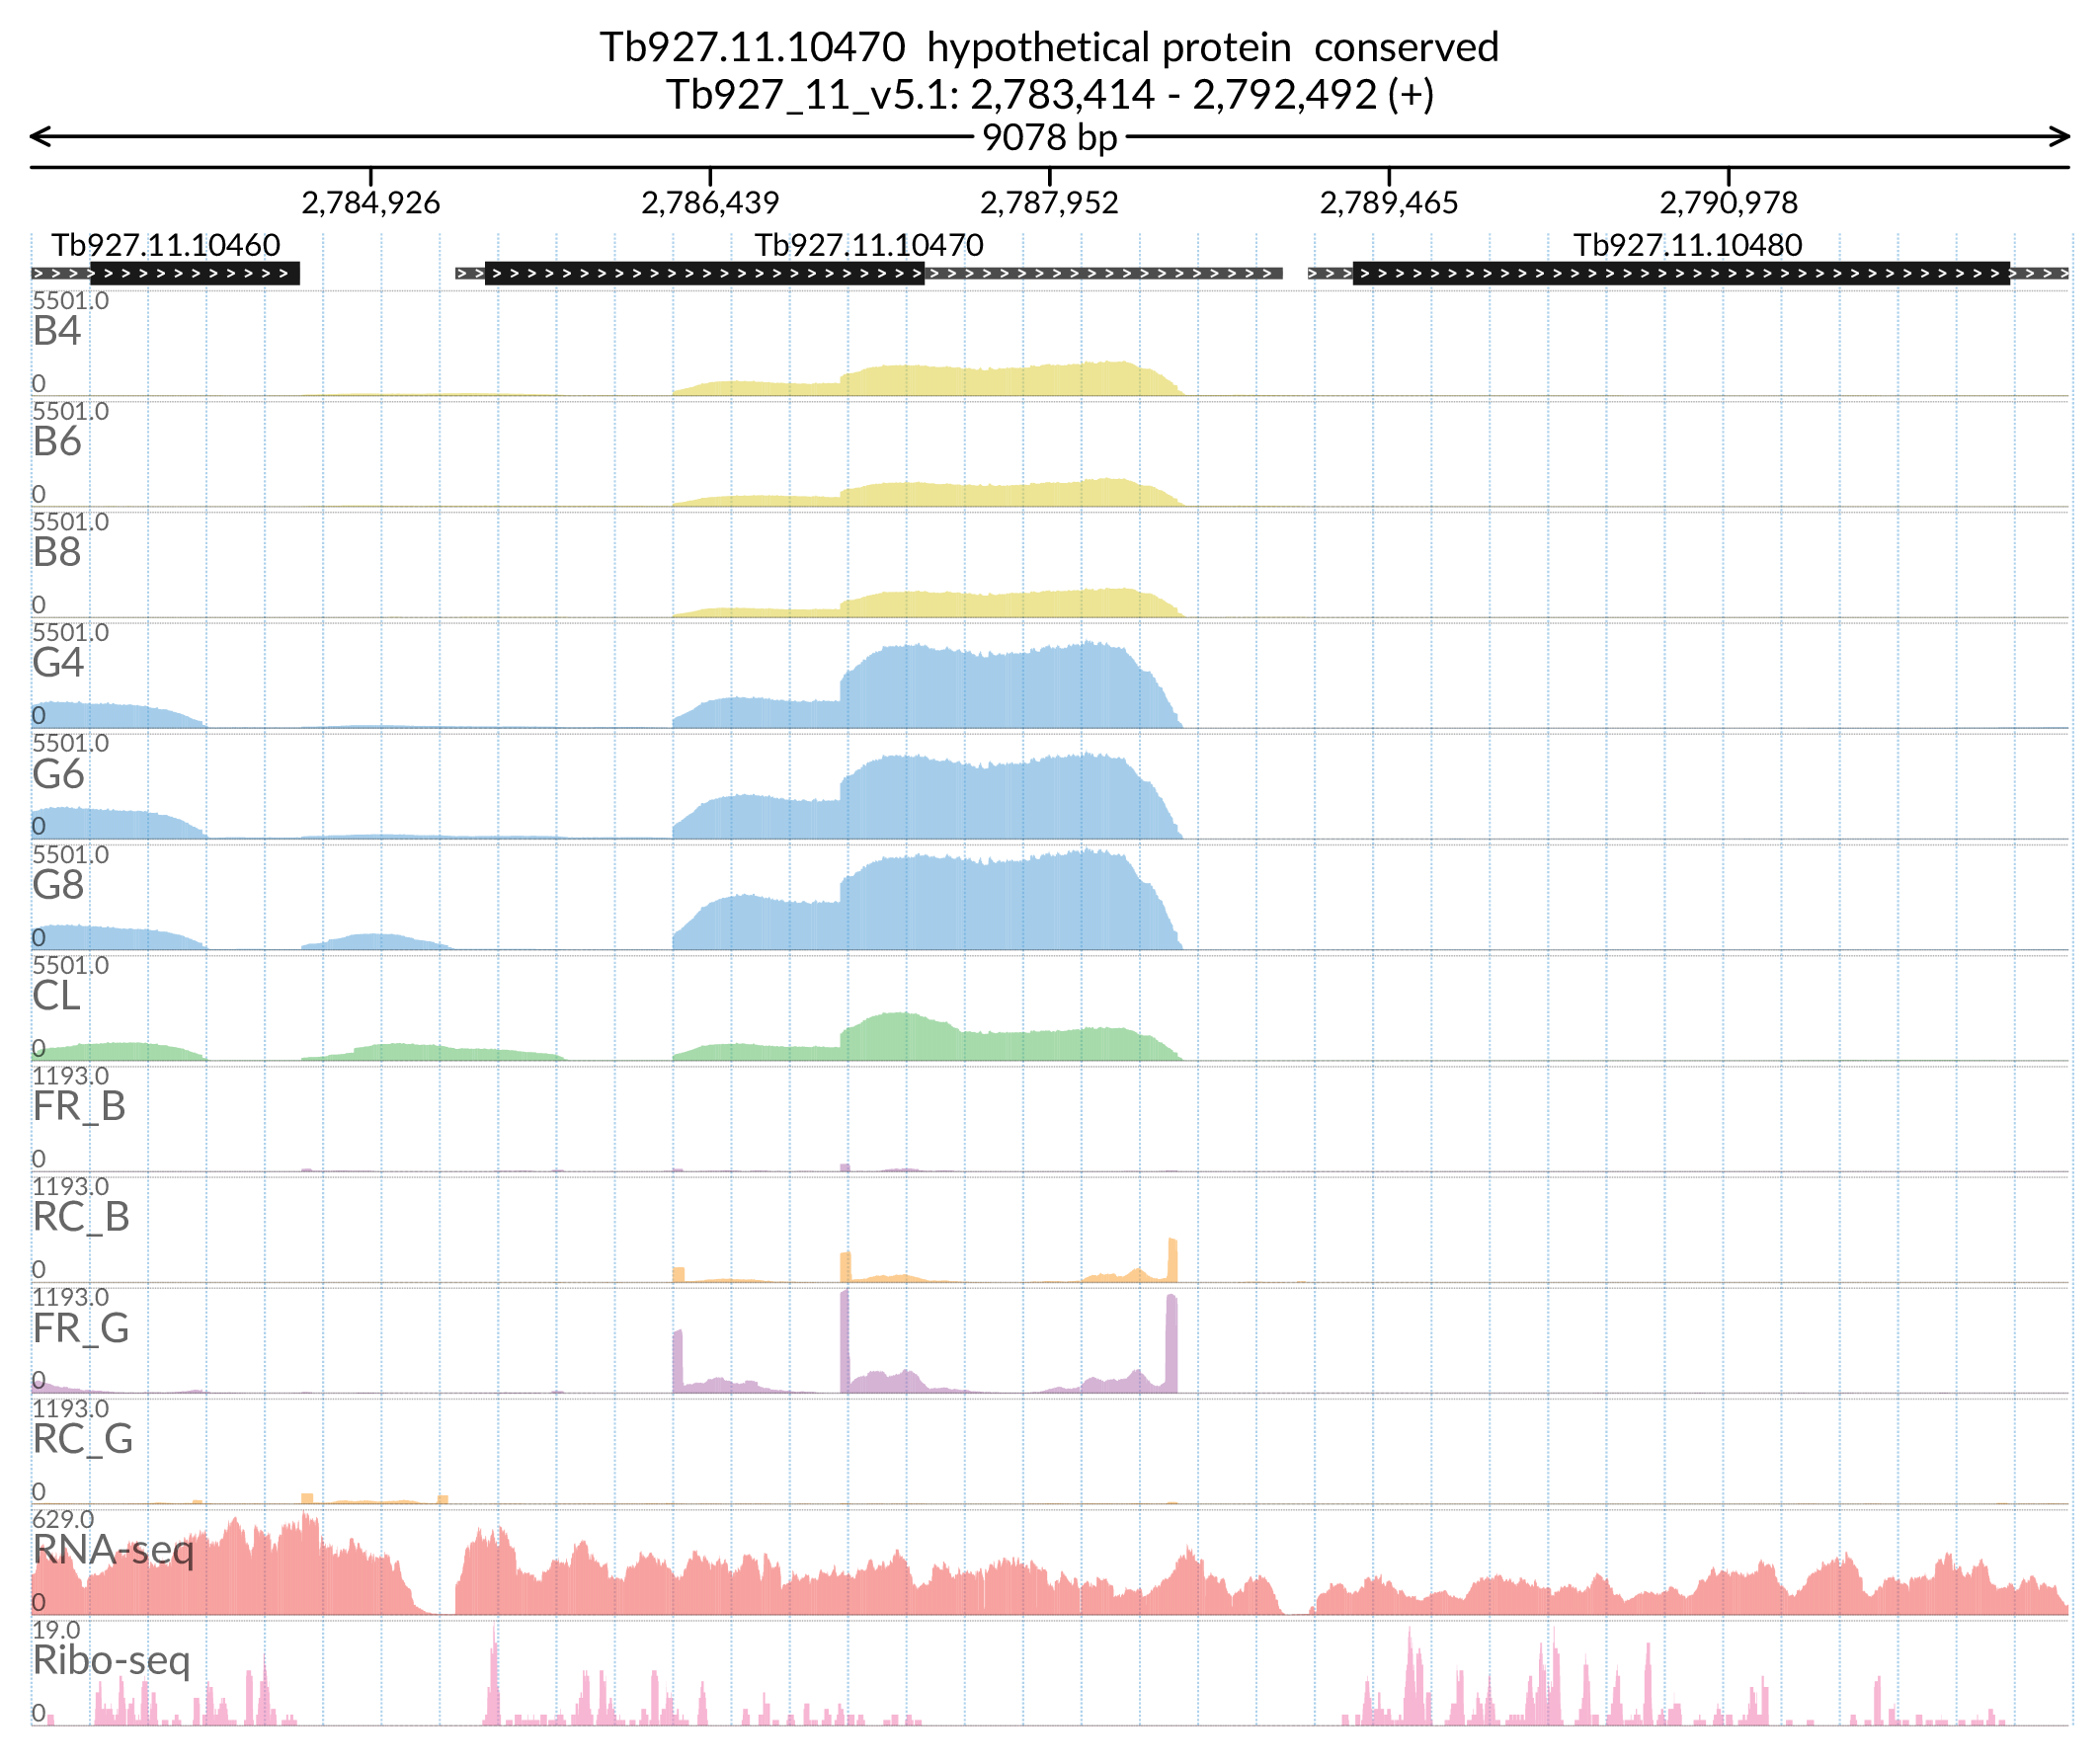 Tb927.11.10470  hypothetical protein  conserved
Tb927_11_v5.1: 2,783,414 - 2,792,492 (+)
9078 bp
2,784,926 2,786,439 2,787,952 2,789,465 2,790,978
Tb927.11.10460 Tb927.11.10470 Tb927.11.10480
5501.0
B4
0
5501.0
B6
0
5501.0
B8
0
5501.0
G4
0
5501.0
G6
0
5501.0
G8
0
5501.0
CL
0
1193.0
FR_B
0
1193.0
RC_B
0
1193.0
FR_G
0
1193.0
RC_G
0
629.0
RNA-seq
0
19.0
Ribo-seq
0